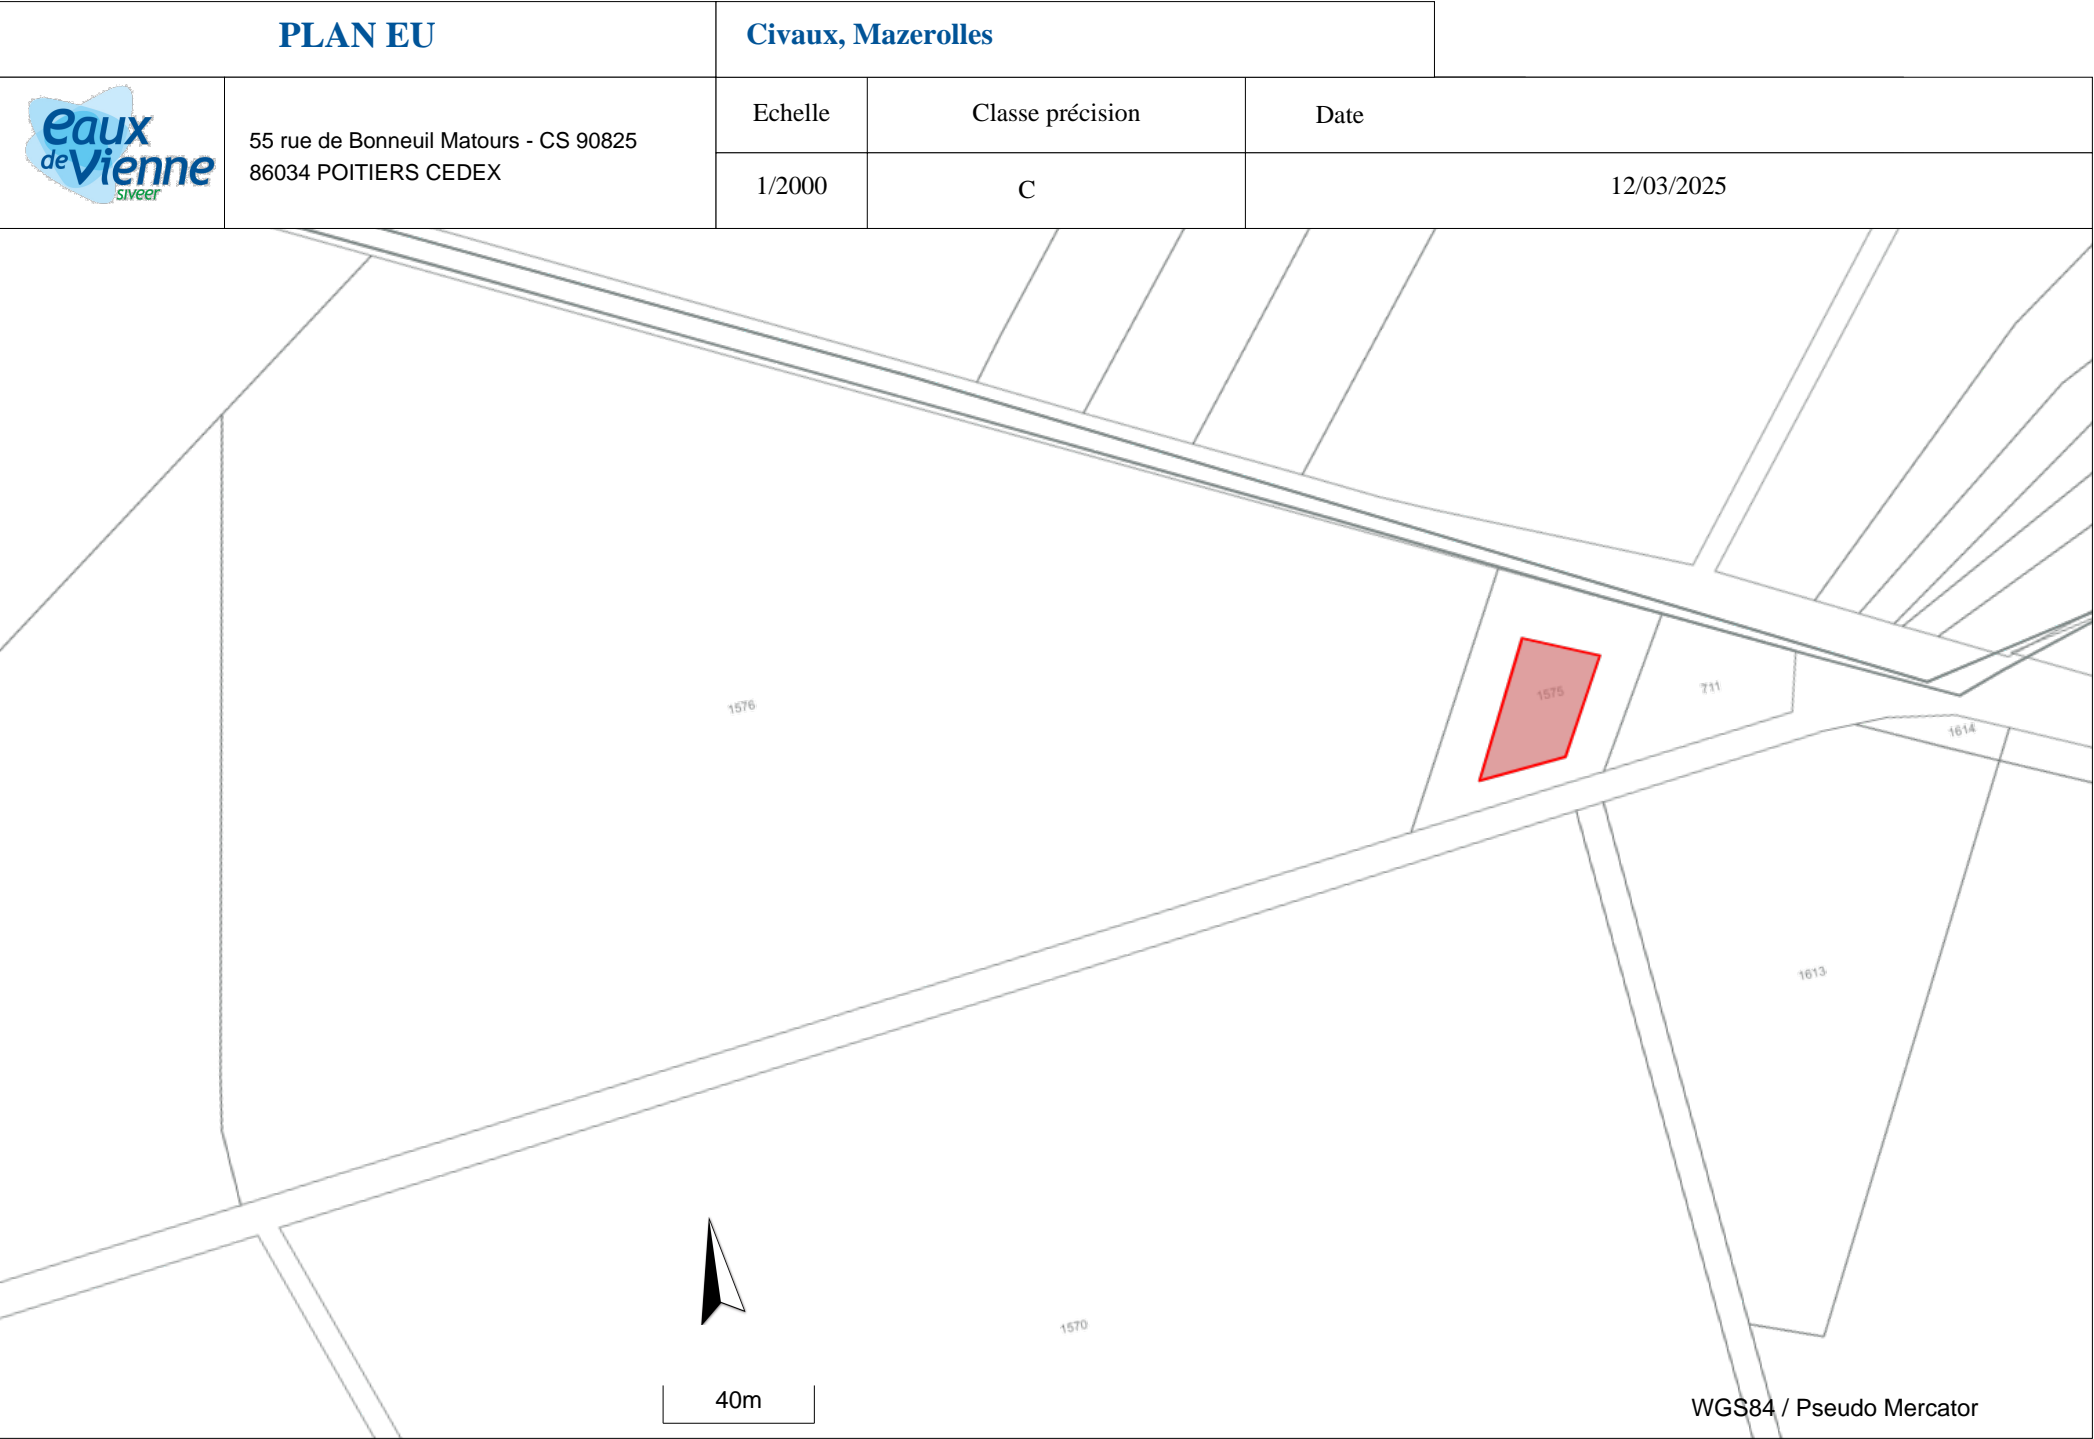 PLAN EU
Civaux, Mazerolles
eaux
de Vienne
siveer
55 rue de Bonneuil Matours - CS 90825
86034 POITIERS CEDEX
Echelle
Classe précision
Date
1/2000
C
12/03/2025
1575
711
1576
1614
1613
1570
40m
WGS84 / Pseudo Mercator